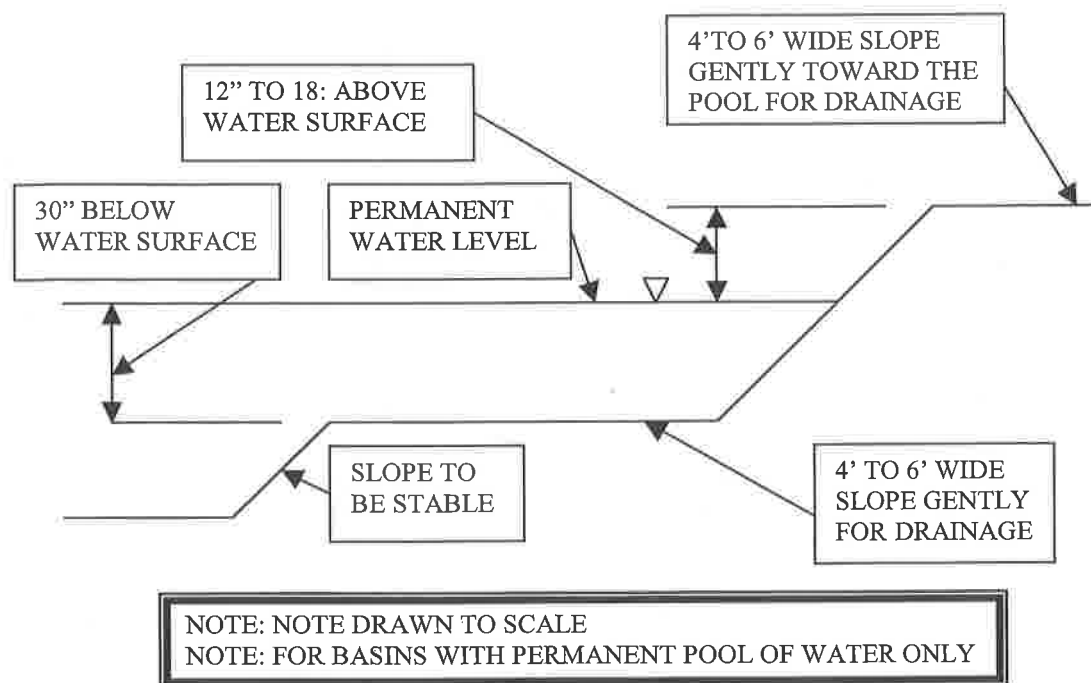 4'TO 6' WIDE SLOPE
GENTLY TOWARD THE
POOL FOR DRAINAGE
12” TO 18: ABOVE
WATER SURFACE
30” BELOW
WATER SURFACE
PERMANENT
WATER LEVEL
SLOPE TO
BE STABLE
4' TO 6' WIDE
SLOPE GENTLY
FOR DRAINAGE
NOTE: NOTE DRAWN TO SCALE
NOTE: FOR BASINS WITH PERMANENT POOL OF WATER ONLY